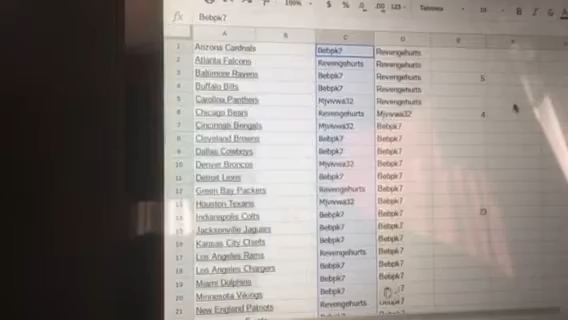 100%
$ % .0 .00 123
Bebpk7
A B C D
1 Arizona Cardinals Bebpk7 Revengehurts
2 Atlanta Falcons Revengehurts Revengehurts
3 Baltimore Ravens Bebpk7 Revengehurts 5
4 Buffalo Bills Bebpk7 Revengehurts
5 Carolina Panthers Mjvivwa32 Revengehurts
6 Chicago Bears Revengehurts Mjvivwa32 4
7 Cincinnati Bengals Mjvivwa32 Bebpk7
8 Cleveland Browns Bebpk7 Bebpk7
9 Dallas Cowboys Bebpk7 Bebpk7
10 Denver Broncos Mjvivwa32 Bebpk7
11 Detroit Lions Bebpk7 Bebpk7
12 Green Bay Packers Revengehurts Bebpk7
13 Houston Texans Mjvivwa32 Bebpk7
14 Indianapolis Colts Bebpk7 Bebpk7
15 Jacksonville Jaguars Bebpk7 Bebpk7
16 Kansas City Chiefs Bebpk7 Bebpk7
17 Los Angeles Rams Revengehurts Bebpk7
18 Los Angeles Chargers Bebpk7 Bebpk7
19 Miami Dolphins Bebpk7 Bebpk7
20 Minnesota Vikings Bebpk7
21 New England Patriots Revengehurts